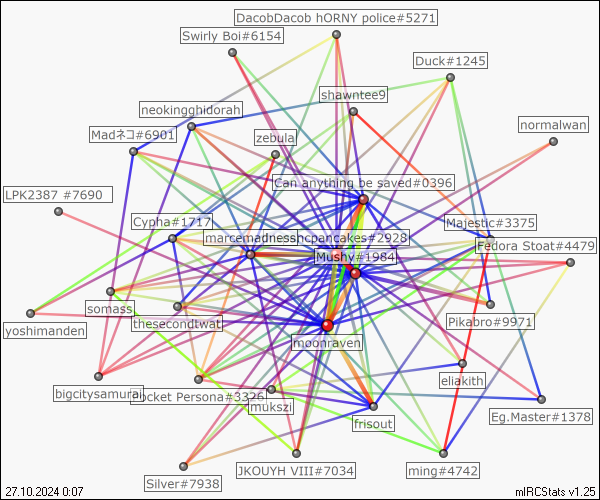 DacobDacob hORNY police#5271
Swirly Boi#6154
Duck#1245
shawntee9
neokingghidorah
normalwan
Madネコ#6901
zebula
Can anything be saved#0396
LPK2387 #7690
Cypha#1717
Majestic#3375
marcemadness
hcpancakes#2928
Fedora Stoat#4479
Mushy#1984
somass
thesecondtwat
Pikabro#9971
yoshimanden
moonraven
eliakith
bigcitysamurai
Pocket Persona#3326
mukszi
frisout
Eg.Master#1378
Silver#7938
JKOUYH VIII#7034
ming#4742
27.10.2024 0:07
mIRCStats v1.25